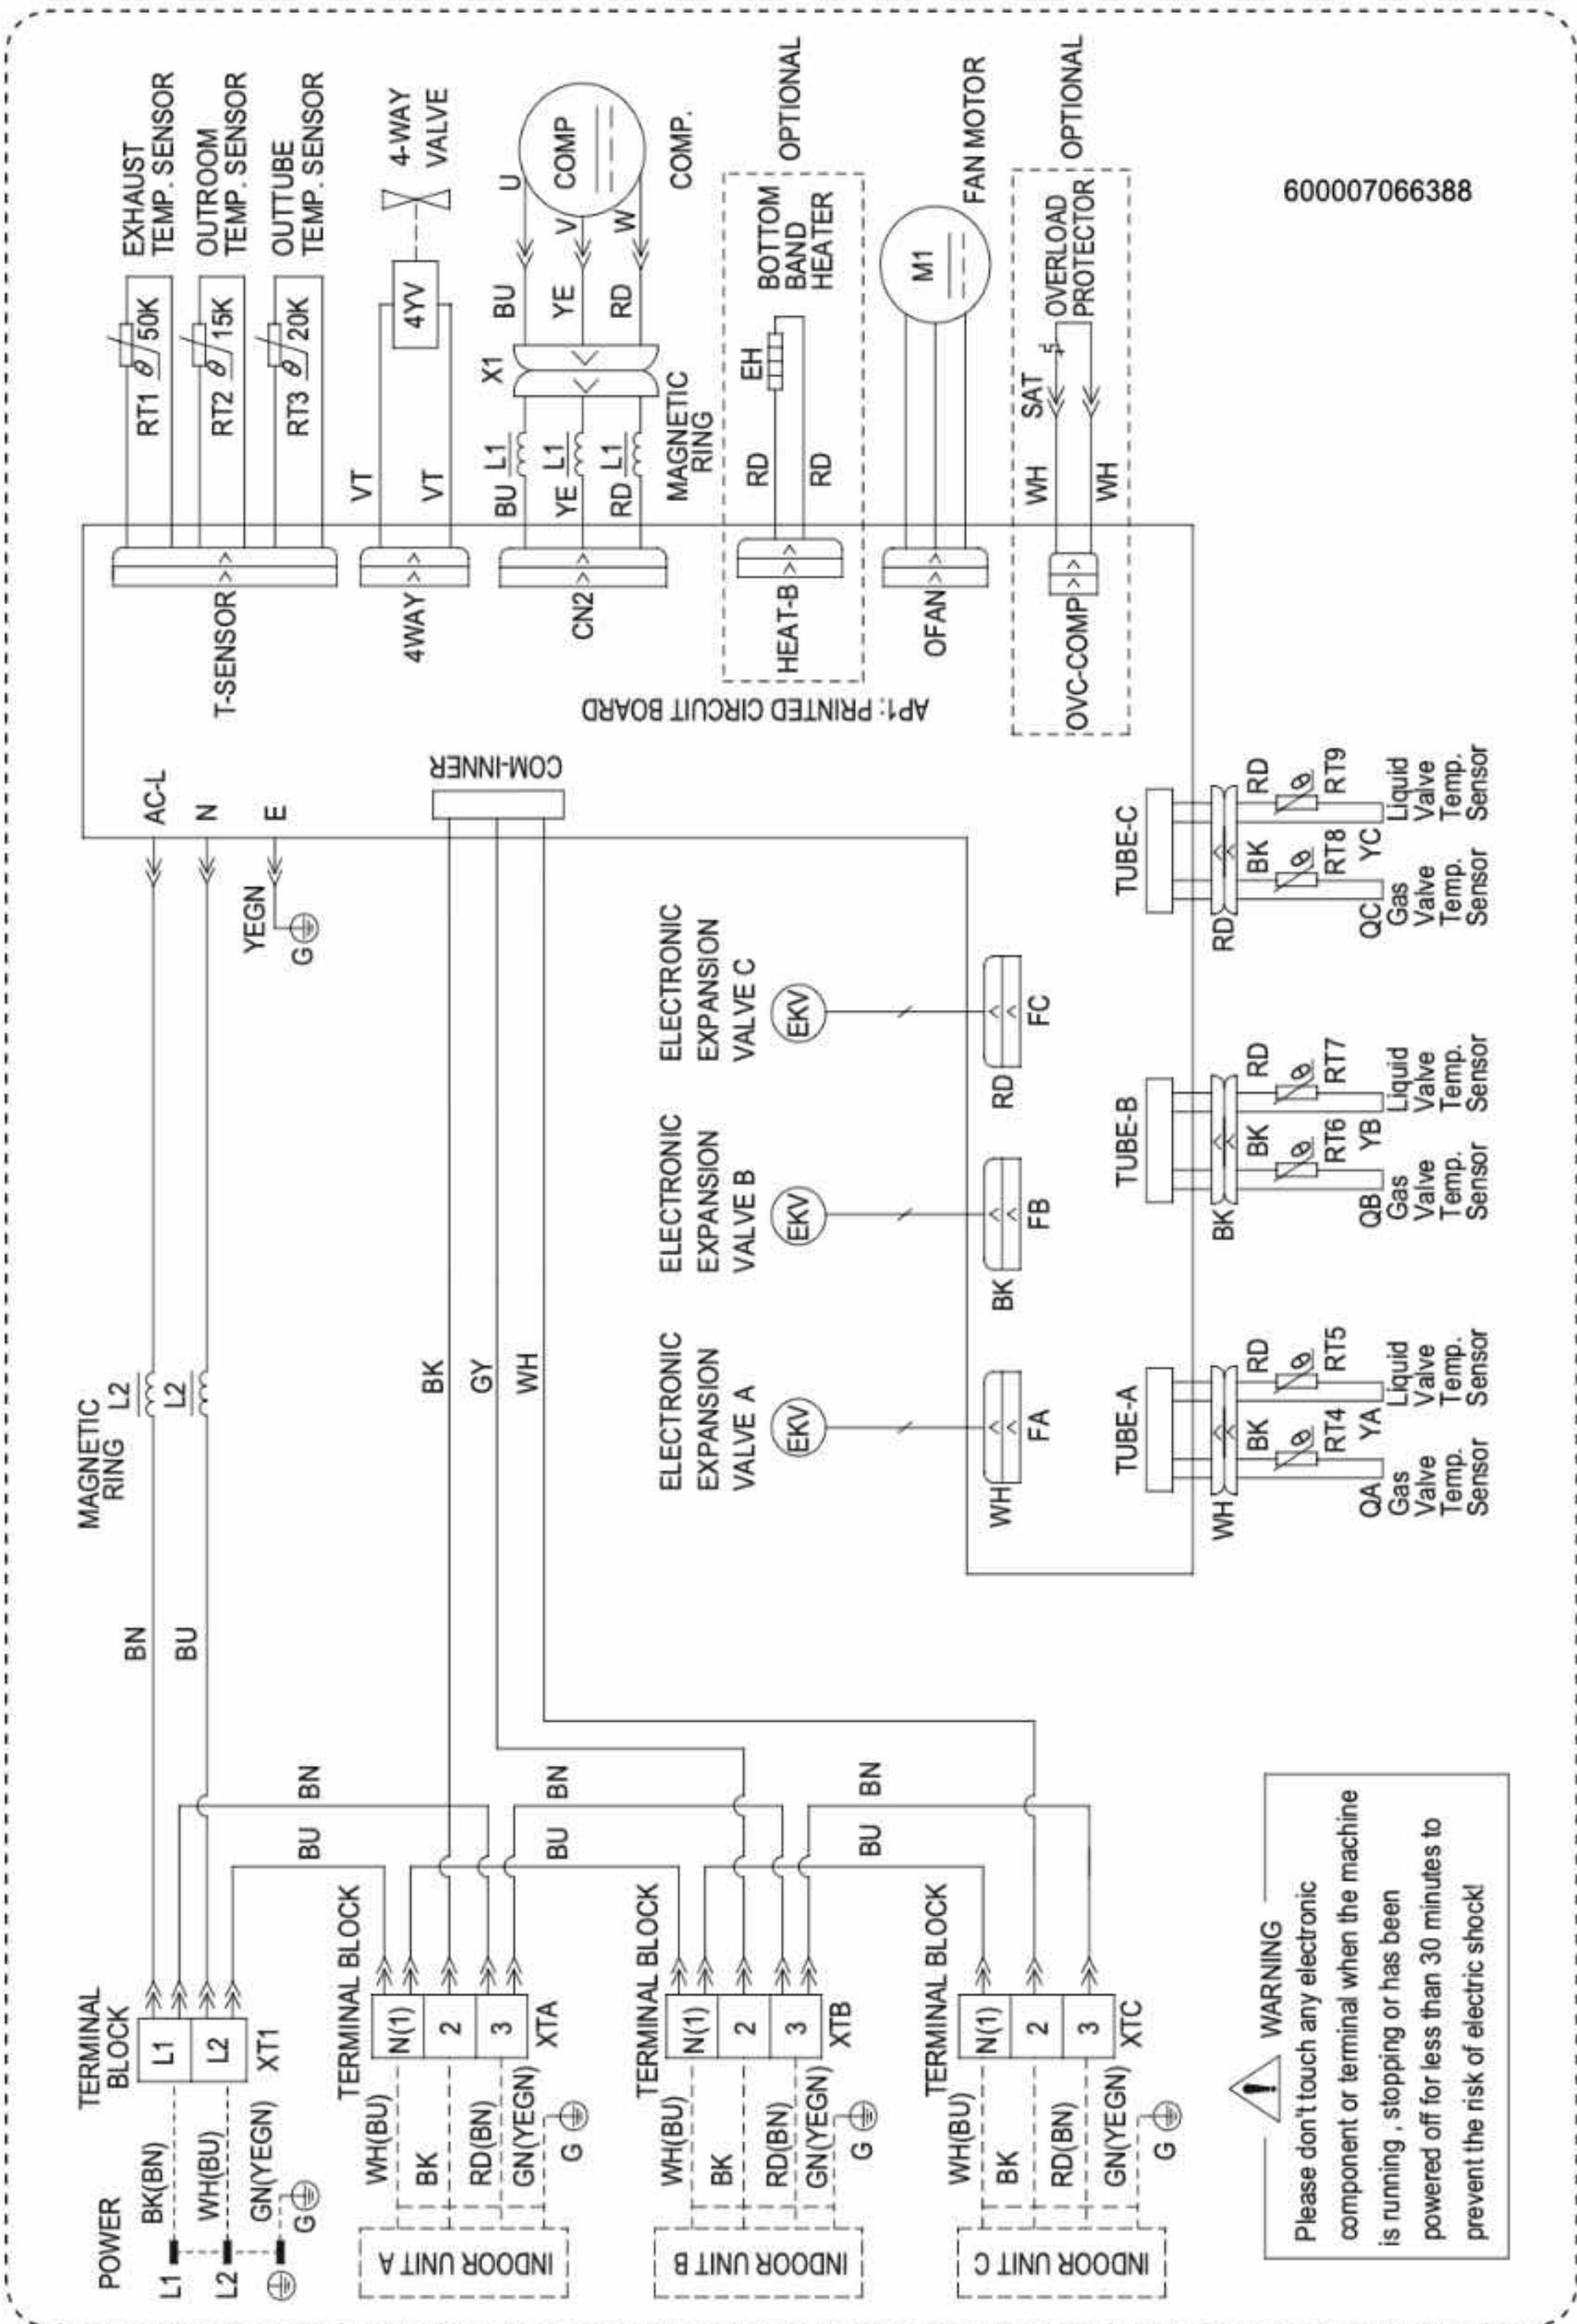 POWER
L1
L2
BK(BN)
WH(BU)
GN(YEGN)
G
TERMINAL
BLOCK
L1
L2
XT1
BN
BU
MAGNETIC
RING
L2
L2
AC-L
N
E
YEGN
G
BU
BN
INDOOR UNIT A
WH(BU)
BK
RD(BN)
GN(YEGN)
G
TERMINAL BLOCK
N(1)
2
3
XTA
BU
BN
INDOOR UNIT B
WH(BU)
BK
RD(BN)
GN(YEGN)
G
TERMINAL BLOCK
N(1)
2
3
XTB
BU
BN
INDOOR UNIT C
WH(BU)
BK
RD(BN)
GN(YEGN)
G
TERMINAL BLOCK
N(1)
2
3
XTC
BK
GY
WH
COM-INNER
AP1: PRINTED CIRCUIT BOARD
T-SENSOR
RT1
θ
50K
EXHAUST
TEMP. SENSOR
RT2
θ
15K
OUTROOM
TEMP. SENSOR
RT3
θ
20K
OUTTUBE
TEMP. SENSOR
4WAY
VT
VT
4YV
4-WAY
VALVE
CN2
BU
L1
YE
L1
RD
L1
MAGNETIC
RING
X1
BU
YE
RD
U
V
W
COMP
COMP.
HEAT-B
RD
RD
EH
BOTTOM
BAND
HEATER
OPTIONAL
OFAN
M1
FAN MOTOR
OVC-COMP
WH
WH
SAT
OVERLOAD
PROTECTOR
OPTIONAL
600007066388
ELECTRONIC
EXPANSION
VALVE A
EKV
WH
FA
ELECTRONIC
EXPANSION
VALVE B
EKV
BK
FB
ELECTRONIC
EXPANSION
VALVE C
EKV
RD
FC
TUBE-A
WH
BK
RD
θ
θ
RT4
RT5
QA
YA
Gas
Valve
Temp.
Sensor
Liquid
Valve
Temp.
Sensor
TUBE-B
BK
BK
RD
θ
θ
RT6
RT7
QB
YB
Gas
Valve
Temp.
Sensor
Liquid
Valve
Temp.
Sensor
TUBE-C
RD
BK
RD
θ
θ
RT8
RT9
QC
YC
Gas
Valve
Temp.
Sensor
Liquid
Valve
Temp.
Sensor
! WARNING
Please don't touch any electronic
component or terminal when the machine
is running , stopping or has been
powered off for less than 30 minutes to
prevent the risk of electric shock!